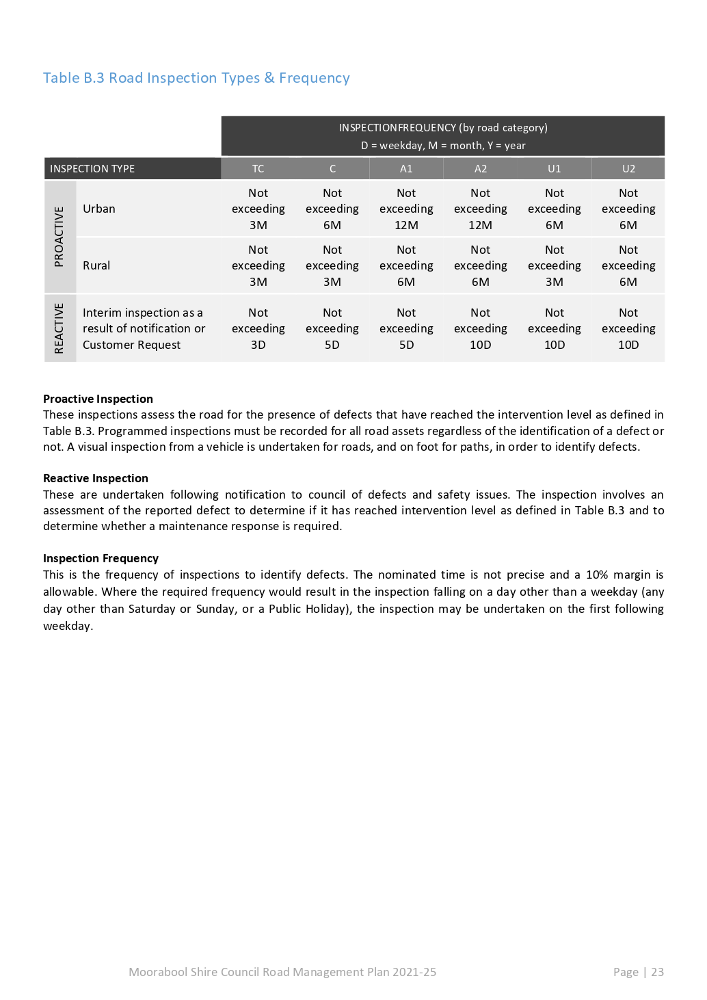 Table B.3 Road Inspection Types & Frequency
INSPECTIONFREQUENCY (by road category)
D = weekday, M = month, Y = year
INSPECTION TYPE TC C A1 A2 U1 U2
PROACTIVE
Urban
Not Not Not Not Not Not
exceeding exceeding exceeding exceeding exceeding exceeding
3M 6M 12M 12M 6M 6M
Rural
Not Not Not Not Not Not
exceeding exceeding exceeding exceeding exceeding exceeding
3M 3M 6M 6M 3M 6M
REACTIVE
Interim inspection as a
result of notification or
Customer Request
Not Not Not Not Not Not
exceeding exceeding exceeding exceeding exceeding exceeding
3D 5D 5D 10D 10D 10D
Proactive Inspection
These inspections assess the road for the presence of defects that have reached the intervention level as defined in
Table B.3. Programmed inspections must be recorded for all road assets regardless of the identification of a defect or
not. A visual inspection from a vehicle is undertaken for roads, and on foot for paths, in order to identify defects.
Reactive Inspection
These are undertaken following notification to council of defects and safety issues. The inspection involves an
assessment of the reported defect to determine if it has reached intervention level as defined in Table B.3 and to
determine whether a maintenance response is required.
Inspection Frequency
This is the frequency of inspections to identify defects. The nominated time is not precise and a 10% margin is
allowable. Where the required frequency would result in the inspection falling on a day other than a weekday (any
day other than Saturday or Sunday, or a Public Holiday), the inspection may be undertaken on the first following
weekday.
Moorabool Shire Council Road Management Plan 2021-25 Page | 23